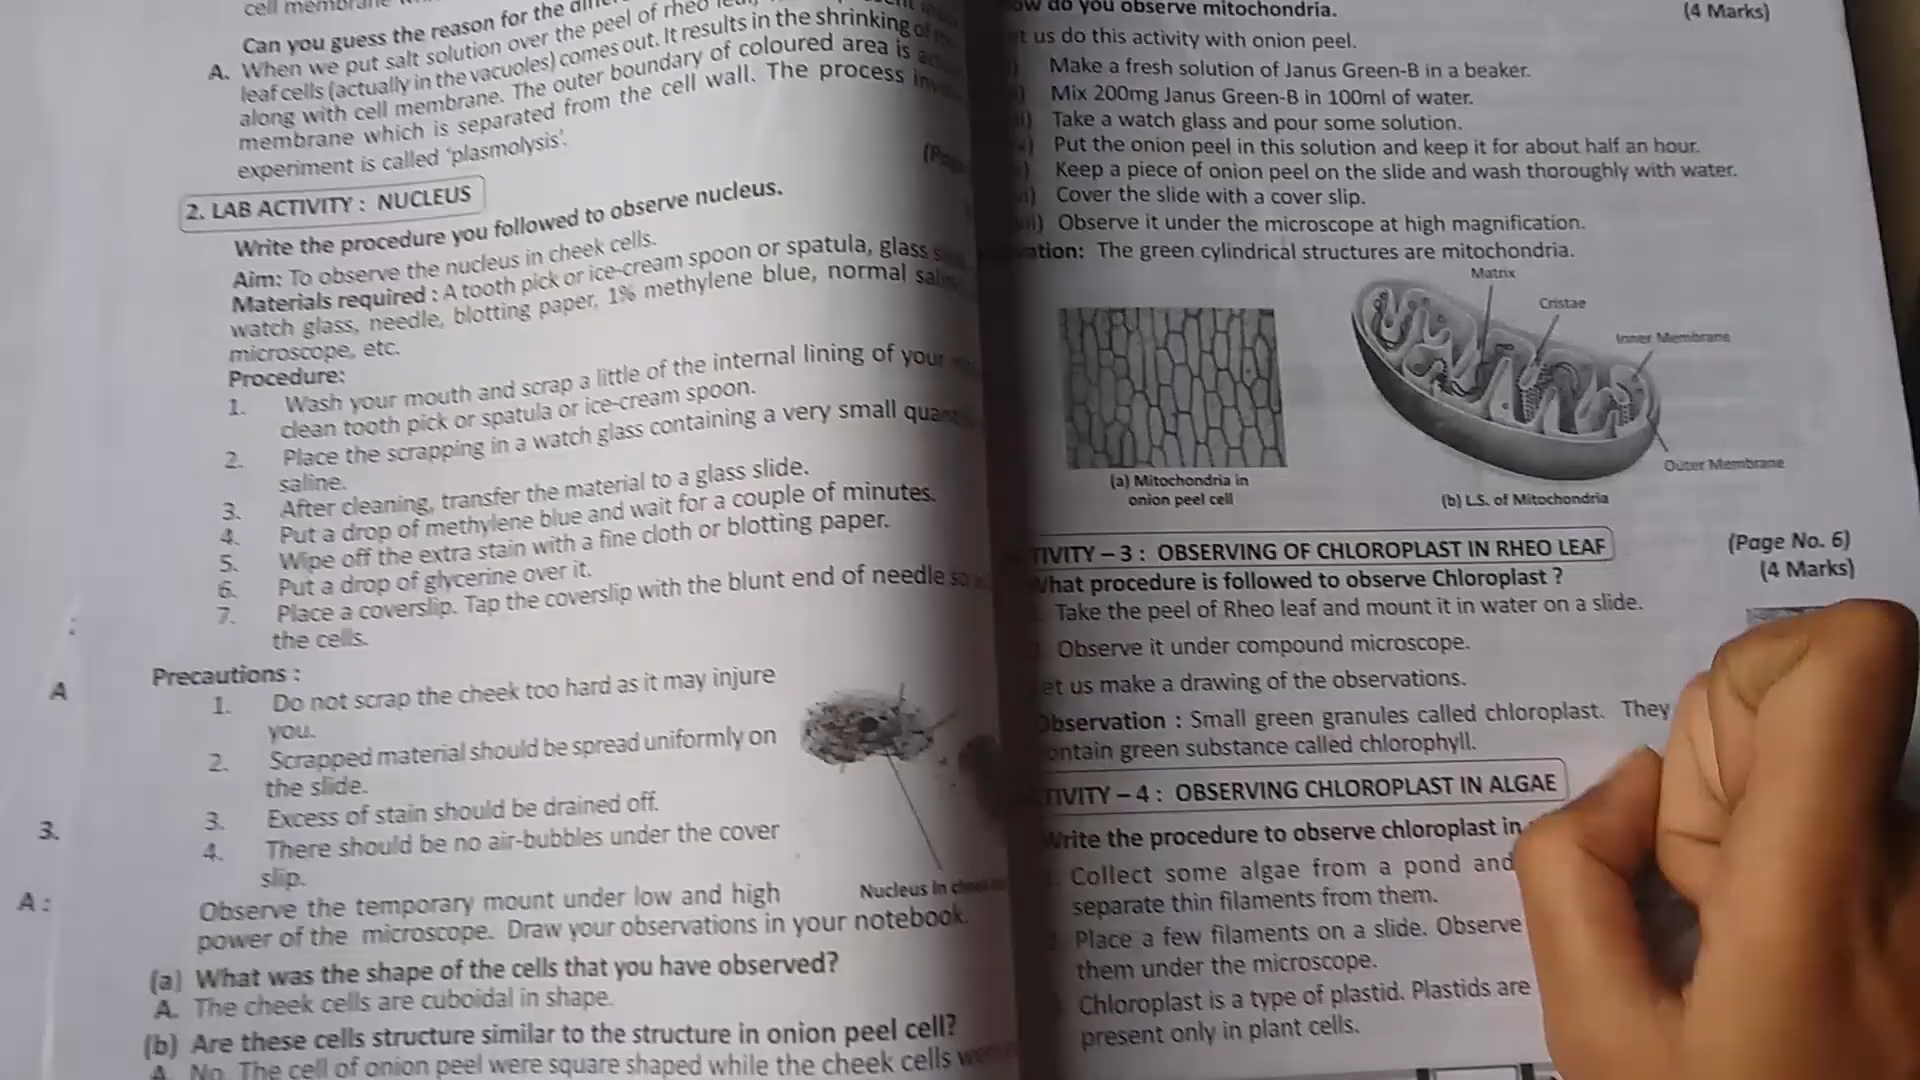 cell membrane
Can you guess the reason for the
A. When we put salt solution over the peel of rheo
leaf cells (actually in the vacuoles) comes out. It results in the shrinking of
along with cell membrane. The outer boundary of coloured area is
membrane which is separated from the cell wall. The process
experiment is called 'plasmolysis'.
2. LAB ACTIVITY : NUCLEUS
Write the procedure you followed to observe nucleus.
Aim: To observe the nucleus in cheek cells.
Materials required : A tooth pick or ice-cream spoon or spatula, glass
watch glass, needle, blotting paper, 1% methylene blue, normal
microscope, etc.
Procedure:
1. Wash your mouth and scrap a little of the internal lining of your
clean tooth pick or spatula or ice-cream spoon.
2. Place the scrapping in a watch glass containing a very small
saline.
3. After cleaning, transfer the material to a glass slide.
4. Put a drop of methylene blue and wait for a couple of minutes.
5. Wipe off the extra stain with a fine cloth or blotting paper.
6. Put a drop of glycerine over it.
7. Place a coverslip. Tap the coverslip with the blunt end of needle so
the cells.
:
A
3.
A :
Precautions :
1. Do not scrap the cheek too hard as it may injure
you.
2. Scrapped material should be spread uniformly on
the slide.
3. Excess of stain should be drained off.
4. There should be no air-bubbles under the cover
slip.
Nucleus in
Observe the temporary mount under low and high
power of the microscope. Draw your observations in your notebook.
(a) What was the shape of the cells that you have observed?
A. The cheek cells are cuboidal in shape.
(b) Are these cells structure similar to the structure in onion peel cell?
A. No. The cell of onion peel were square shaped while the cheek cells
do you observe mitochondria. (4 Marks)
us do this activity with onion peel.
Make a fresh solution of Janus Green-B in a beaker.
Mix 200mg Janus Green-B in 100ml of water.
Take a watch glass and pour some solution.
Put the onion peel in this solution and keep it for about half an hour.
Keep a piece of onion peel on the slide and wash thoroughly with water.
Cover the slide with a cover slip.
Observe it under the microscope at high magnification.
The green cylindrical structures are mitochondria.
Matrix
Cristae
Inner Membrane
Outer Membrane
(a) Mitochondria in
onion peel cell
(b) L.S. of Mitochondria
TIVITY – 3 : OBSERVING OF CHLOROPLAST IN RHEO LEAF (Page No. 6)
What procedure is followed to observe Chloroplast ? (4 Marks)
Take the peel of Rheo leaf and mount it in water on a slide.
Observe it under compound microscope.
et us make a drawing of the observations.
Observation : Small green granules called chloroplast. They
ontain green substance called chlorophyll.
TIVITY – 4 : OBSERVING CHLOROPLAST IN ALGAE
Write the procedure to observe chloroplast in
Collect some algae from a pond and
separate thin filaments from them.
Place a few filaments on a slide. Observe
them under the microscope.
Chloroplast is a type of plastid. Plastids are
present only in plant cells.